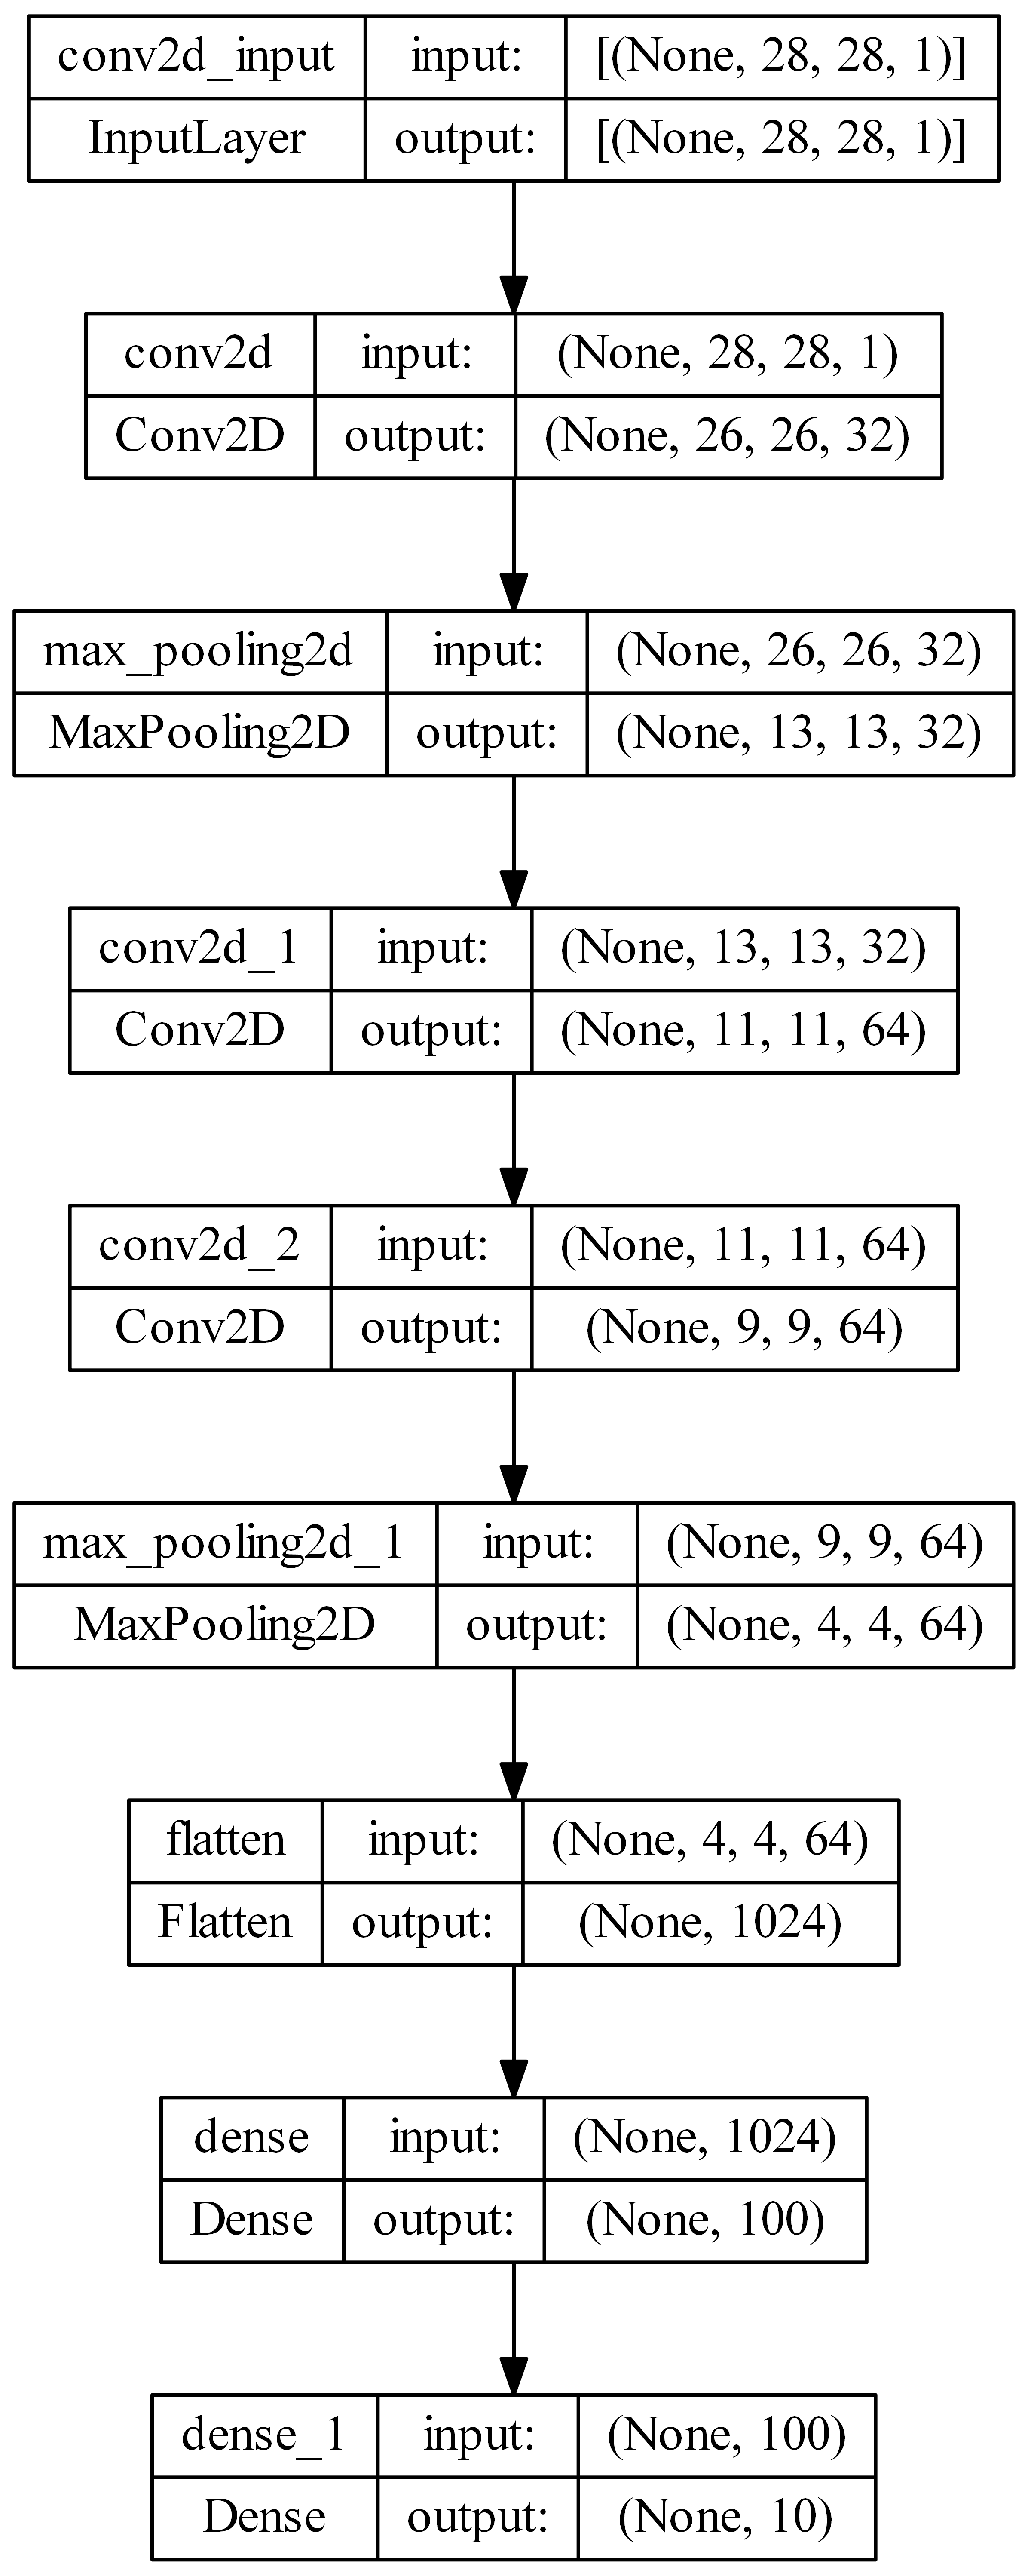 conv2d_input input: [(None, 28, 28, 1)]
InputLayer output: [(None, 28, 28, 1)]
conv2d input: (None, 28, 28, 1)
Conv2D output: (None, 26, 26, 32)
max_pooling2d input: (None, 26, 26, 32)
MaxPooling2D output: (None, 13, 13, 32)
conv2d_1 input: (None, 13, 13, 32)
Conv2D output: (None, 11, 11, 64)
conv2d_2 input: (None, 11, 11, 64)
Conv2D output: (None, 9, 9, 64)
max_pooling2d_1 input: (None, 9, 9, 64)
MaxPooling2D output: (None, 4, 4, 64)
flatten input: (None, 4, 4, 64)
Flatten output: (None, 1024)
dense input: (None, 1024)
Dense output: (None, 100)
dense_1 input: (None, 100)
Dense output: (None, 10)